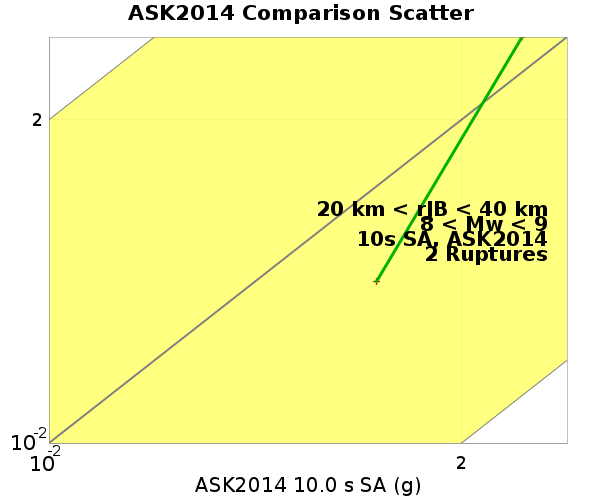 ASK2014 Comparison Scatter
2
20 km < rJB < 40 km
8 < Mw < 9
10s SA, ASK2014
2 Ruptures
10-2
10-2
2
ASK2014 10.0 s SA (g)